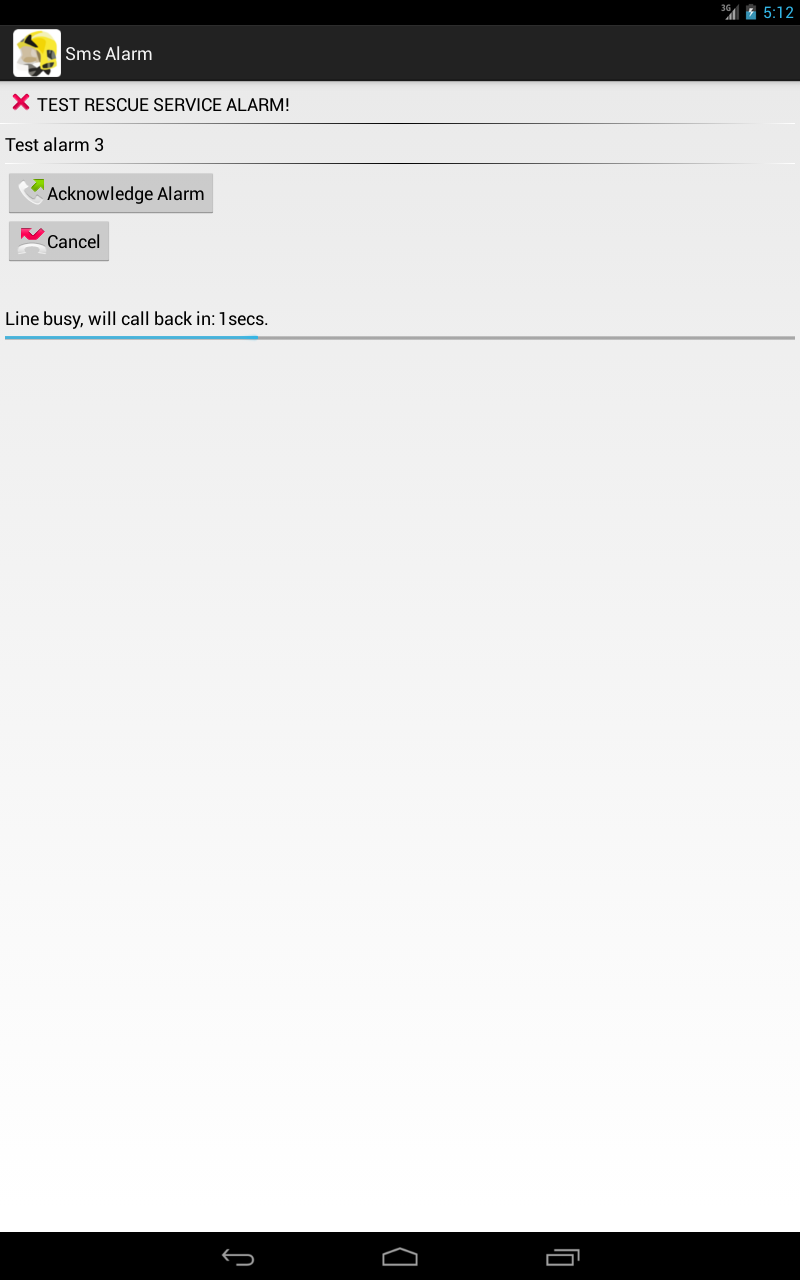 3G 5:12
Sms Alarm
TEST RESCUE SERVICE ALARM!
Test alarm 3
Acknowledge Alarm
Cancel
Line busy, will call back in: 1secs.